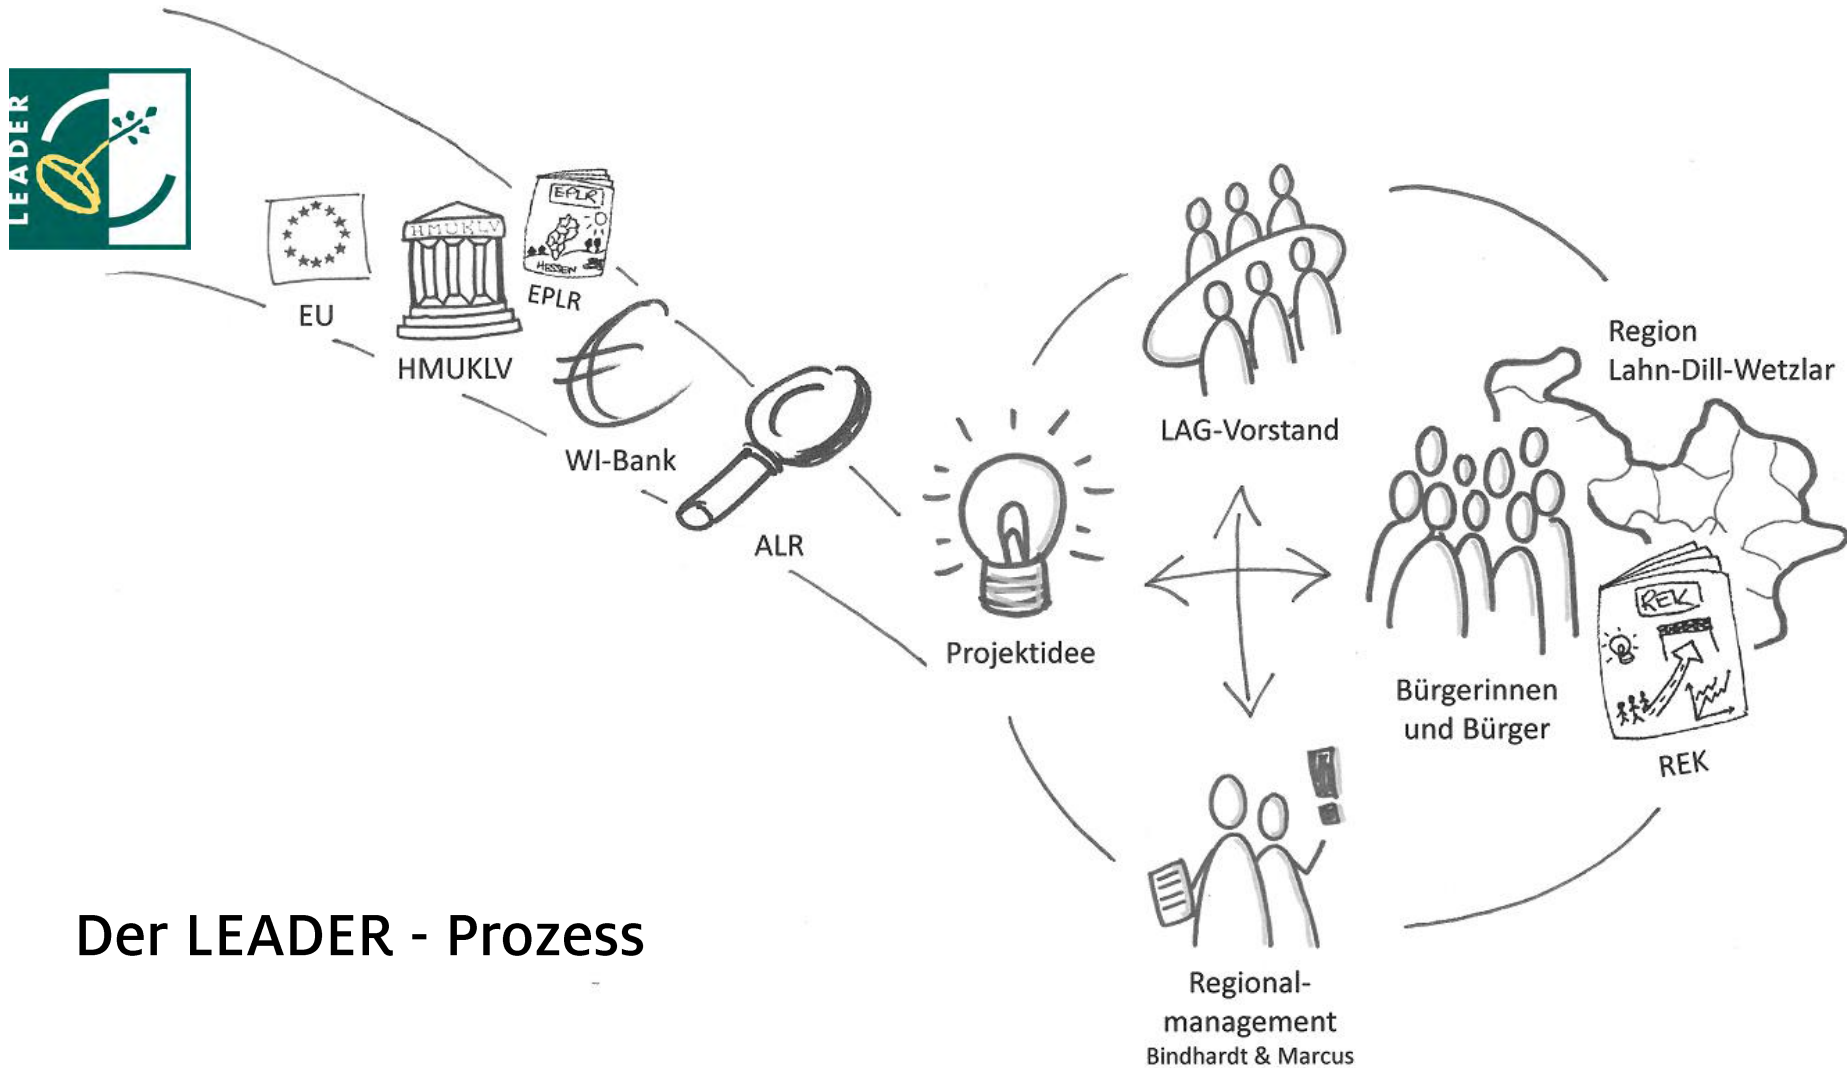 LEADER
EU
HMUKLV
HMUKLV
EPLR
HESSEN
EPLR
WI-Bank
ALR
Projektidee
LAG-Vorstand
Region
Lahn-Dill-Wetzlar
Bürgerinnen
und Bürger
REK
REK
Regional-
management
Bindhardt & Marcus
Der LEADER - Prozess